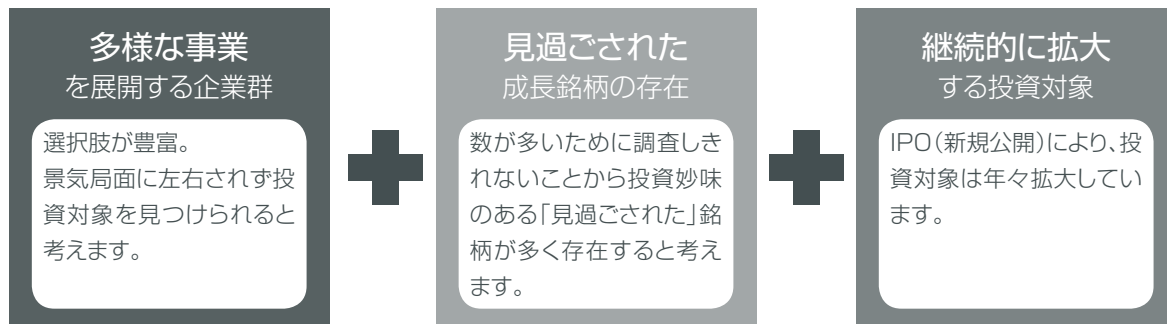 多様な事業
を展開する企業群
選択肢が豊富。
景気局面に左右されず投
資対象を見つけられると
考えます。
見過ごされた
成長銘柄の存在
数が多いために調査しき
れないことから投資妙味
のある「見過ごされた」銘
柄が多く存在すると考え
ます。
継続的に拡大
する投資対象
IPO（新規公開）により、投
資対象は年々拡大してい
ます。